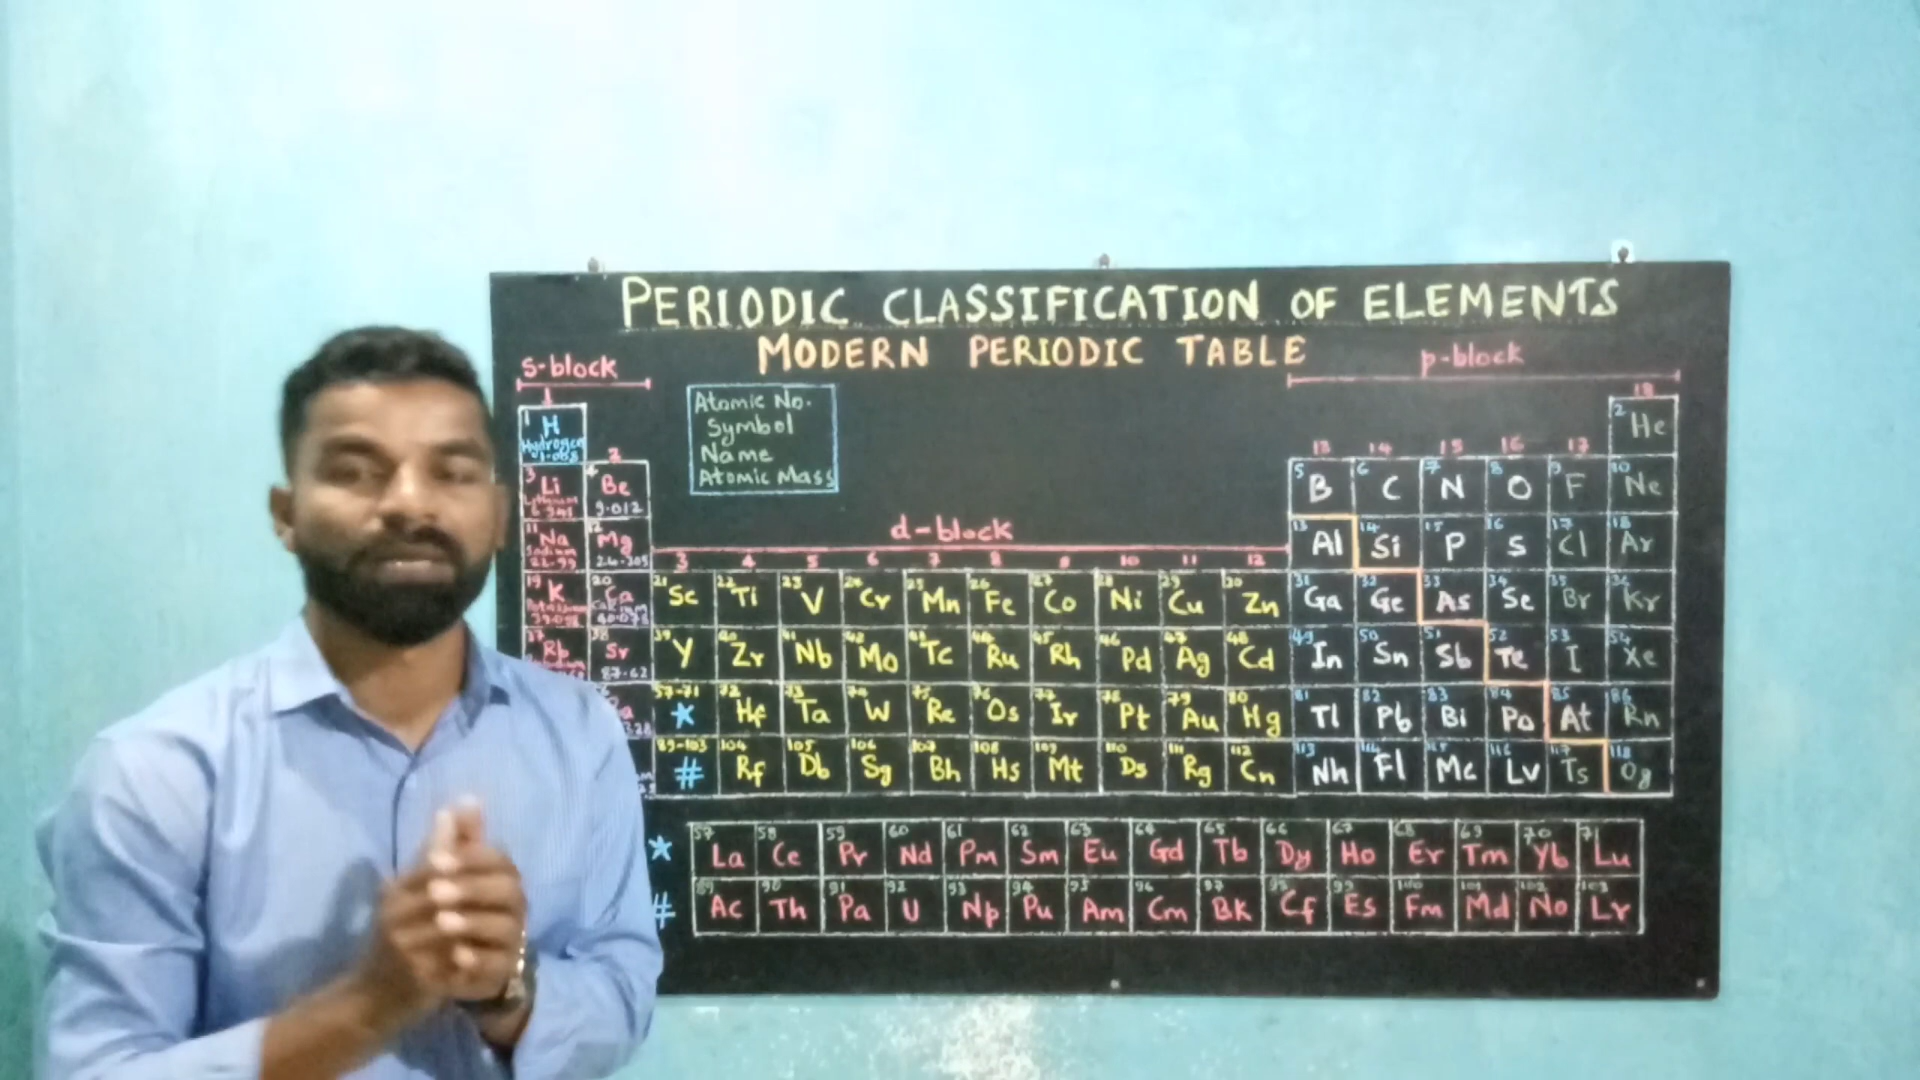 PERIODIC CLASSIFICATION OF ELEMENTS
MODERN PERIODIC TABLE
s-block
p-block
1
18
Atomic No.
Symbol
Name
Atomic Mass
1 H
Hydrogen
2 He
2
13 14 15 16 17
3 Li 4 Be
9.012
5 B 6 C 7 N 8 O 9 F 10 Ne
d-block
11 Na 12 Mg
3 4 5 6 7 8 9 10 11 12
13 Al 14 Si 15 P 16 S 17 Cl 18 Ar
19 K 20 Ca 21 Sc 22 Ti 23 V 24 Cr 25 Mn 26 Fe 27 Co 28 Ni 29 Cu 30 Zn 31 Ga 32 Ge 33 As 34 Se 35 Br 36 Kr
Calcium
40.078
37 Rb 38 Sr 39 Y 40 Zr 41 Nb 42 Mo 43 Tc 44 Ru 45 Rh 46 Pd 47 Ag 48 Cd 49 In 50 Sn 51 Sb 52 Te 53 I 54 Xe
87.62
57-71 * 72 Hf 73 Ta 74 W 75 Re 76 Os 77 Ir 78 Pt 79 Au 80 Hg 81 Tl 82 Pb 83 Bi 84 Po 85 At 86 Rn
89-103 # 104 Rf 105 Db 106 Sg 107 Bh 108 Hs 109 Mt 110 Ds 111 Rg 112 Cn 113 Nh 114 Fl 115 Mc 116 Lv 117 Ts 118 Og
* 57 La 58 Ce 59 Pr 60 Nd 61 Pm 62 Sm 63 Eu 64 Gd 65 Tb 66 Dy 67 Ho 68 Er 69 Tm 70 Yb 71 Lu
# 89 Ac 90 Th 91 Pa 92 U 93 Np 94 Pu 95 Am 96 Cm 97 Bk 98 Cf 99 Es 100 Fm 101 Md 102 No 103 Lr